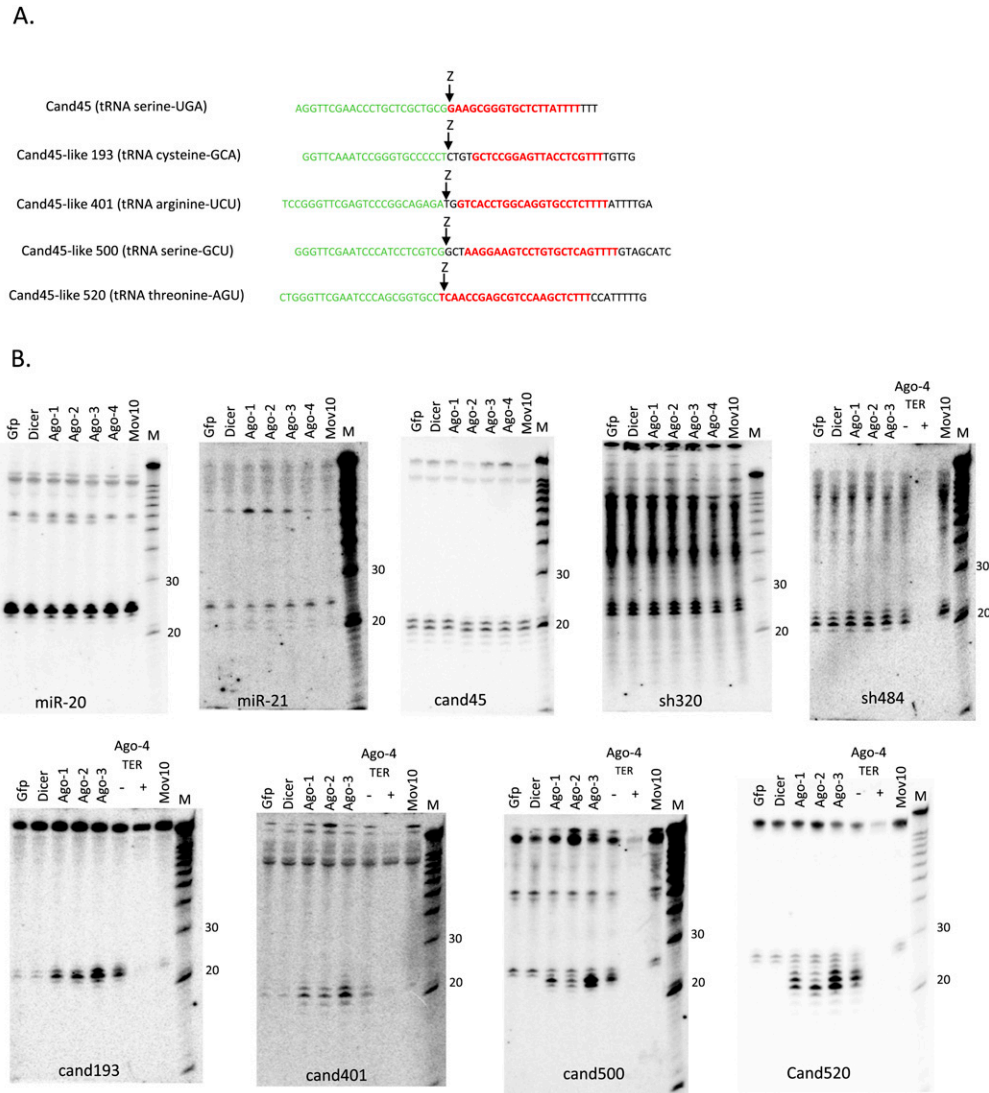 A.
Z
Cand45 (tRNA serine-UGA) AGGTTCGAACCCTGCTCGCTGCGGAAGCGGGTGCTCTTATTTTTTT
Z
Cand45-like 193 (tRNA cysteine-GCA) GGTTCAAATCCGGGTGCCCCCTCTGTGCTCCGGAGTTACCTCGTTTTGTTG
Z
Cand45-like 401 (tRNA arginine-UCU) TCCGGGTTCGAGTCCCGGCAGAGATGGTCACCTGGCAGGTGCCTCTTTTATTTTGA
Z
Cand45-like 500 (tRNA serine-GCU) GGGTTCGAATCCCATCCTCGTCGGCTAAGGAAGTCCTGTGCTCAGTTTTGTAGCATC
Z
Cand45-like 520 (tRNA threonine-AGU) CTGGGTTCGAATCCCAGCGGTGCCTCAACCGAGCGTCCAAGCTCTTTCCATTTTTG
B.
Gfp Dicer Ago-1 Ago-2 Ago-3 Ago-4 Mov10 M
30
20
miR-20
Gfp Dicer Ago-1 Ago-2 Ago-3 Ago-4 Mov10 M
30
20
miR-21
Gfp Dicer Ago-1 Ago-2 Ago-3 Ago-4 Mov10 M
30
20
cand45
Gfp Dicer Ago-1 Ago-2 Ago-3 Ago-4 Mov10 M
30
20
sh320
Ago-4
TER
Gfp Dicer Ago-1 Ago-2 Ago-3 - + Mov10 M
30
20
sh484
Ago-4
TER
Gfp Dicer Ago-1 Ago-2 Ago-3 - + Mov10 M
30
20
cand193
Ago-4
TER
Gfp Dicer Ago-1 Ago-2 Ago-3 - + Mov10 M
30
20
cand401
Ago-4
TER
Gfp Dicer Ago-1 Ago-2 Ago-3 - + Mov10 M
30
20
cand500
Ago-4
TER
Gfp Dicer Ago-1 Ago-2 Ago-3 - + Mov10 M
30
20
Cand520